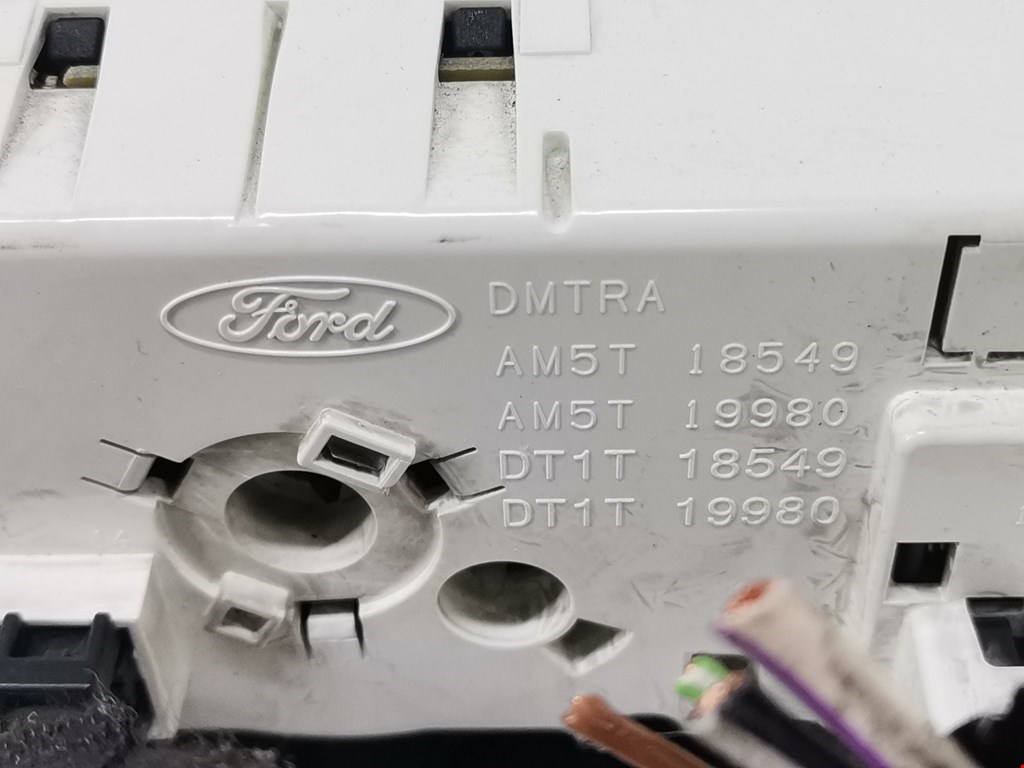 Ford
DMTRA
AM5T 18549
AM5T 19980
DT1T 18549
DT1T 19980